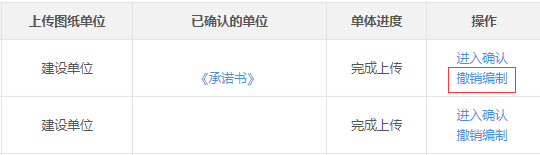 上传图纸单位 已确认的单位 单体进度 操作
建设单位 《承诺书》 完成上传 进入确认
撤销编制
建设单位 完成上传 进入确认
撤销编制